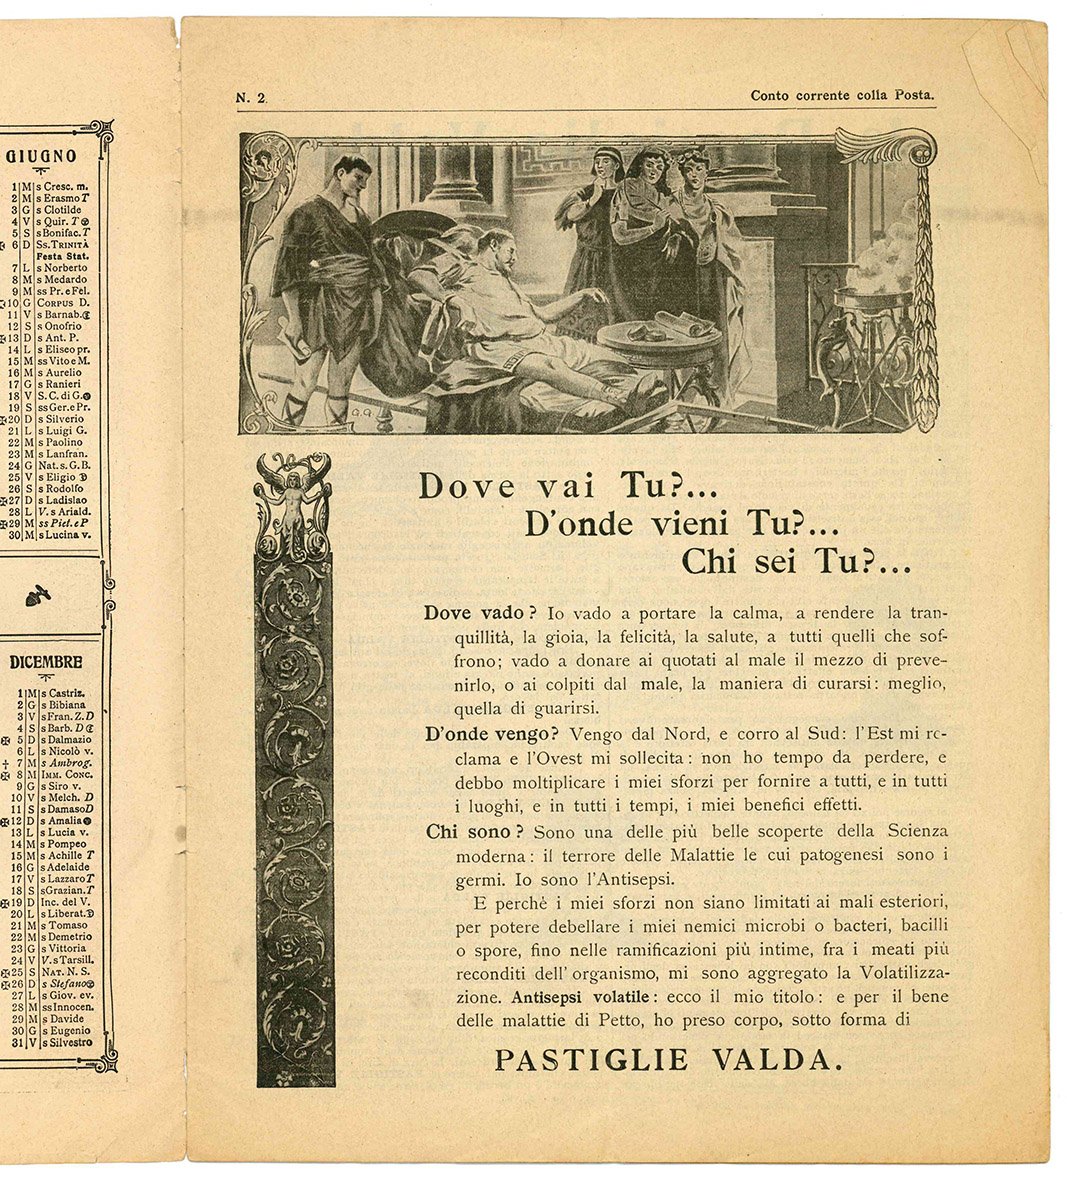 GIUGNO
1 M s Cresc. m.
2 M s Erasmo T
3 G s Clotilde
4 V s Quir. T
5 S s Bonifac. T
6 D Ss. TRINITÀ
Festa Stat.
7 L s Norberto
8 M s Medardo
9 M ss Pr. e Fel.
10 G CORPUS D.
11 V s Barnab.
12 S s Onofrio
13 D s Ant. P.
14 L s Eliseo pr.
15 M ss Vito e M.
16 M s Aurelio
17 G s Ranieri
18 V S. C. di G.
19 S ss Ger. e Pr.
20 D s Silverio
21 L s Luigi G.
22 M s Paolino
23 M s Lanfran.
24 G Nat. s. G. B.
25 V s Eligio
26 S s Rodolfo
27 D s Ladislao
28 L V. s Ariald.
29 M ss Piet. e P
30 M s Lucina v.
DICEMBRE
1 M s Castriz.
2 G s Bibiana
3 V s Fran. Z. D
4 S s Barb. D
5 D s Dalmazio
6 L s Nicolò v.
† 7 M s Ambrog.
8 M IMM. CONC.
9 G s Siro v.
10 V s Melch. D
11 S s Damaso D
12 D s Amalia
13 L s Lucia v.
14 M s Pompeo
15 M s Achille T
16 G s Adelaide
17 V s Lazzaro T
18 S s Grazian. T
19 D Inc. del V.
20 L s Liberat.
21 M s Tomaso
22 M s Demetrio
23 G s Vittoria
24 V V. s Tarsill.
25 S NAT. N. S.
26 D s Stefano
27 L s Giov. ev.
28 M ss Innocen.
29 M s Davide
30 G s Eugenio
31 V s Silvestro
N. 2.
Conto corrente colla Posta.
G. G.
Dove vai Tu?...
D'onde vieni Tu?...
Chi sei Tu?...
Dove vado? Io vado a portare la calma, a rendere la tran-
quillità, la gioia, la felicità, la salute, a tutti quelli che sof-
frono; vado a donare ai quotati al male il mezzo di preve-
nirlo, o ai colpiti dal male, la maniera di curarsi: meglio,
quella di guarirsi.
D'onde vengo? Vengo dal Nord, e corro al Sud: l'Est mi re-
clama e l'Ovest mi sollecita: non ho tempo da perdere, e
debbo moltiplicare i miei sforzi per fornire a tutti, e in tutti
i luoghi, e in tutti i tempi, i miei benefici effetti.
Chi sono? Sono una delle più belle scoperte della Scienza
moderna: il terrore delle Malattie le cui patogenesi sono i
germi. Io sono l'Antisepsi.
E perchè i miei sforzi non siano limitati ai mali esteriori,
per potere debellare i miei nemici microbi o bacteri, bacilli
o spore, fino nelle ramificazioni più intime, fra i meati più
reconditi dell'organismo, mi sono aggregato la Volatilizza-
zione. Antisepsi volatile: ecco il mio titolo: e per il bene
delle malattie di Petto, ho preso corpo, sotto forma di
PASTIGLIE VALDA.